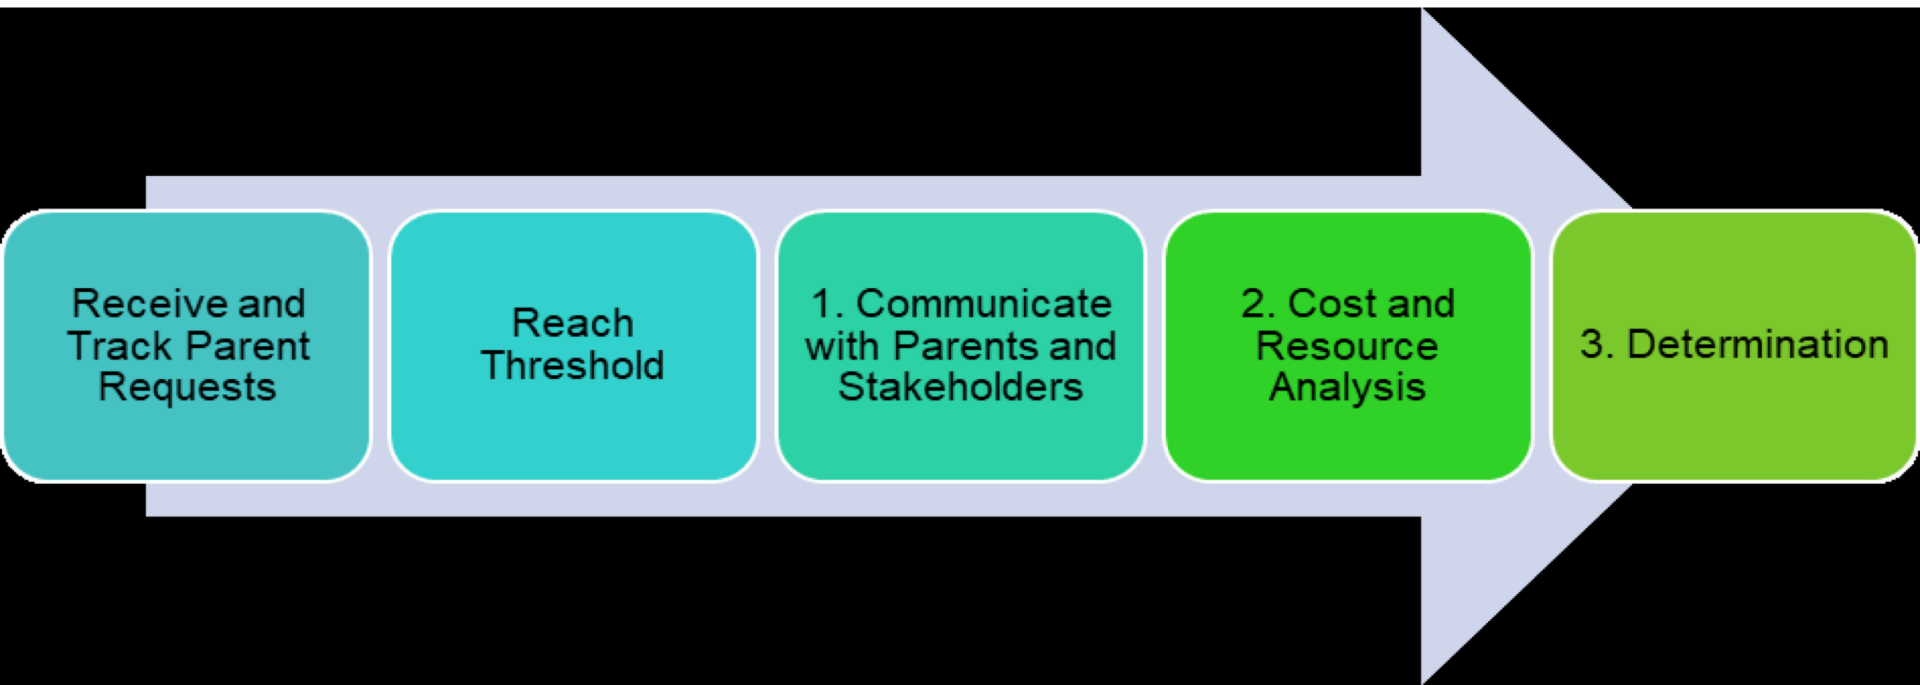 Receive and
Track Parent
Requests
Reach
Threshold
1. Communicate
with Parents and
Stakeholders
2. Cost and
Resource
Analysis
3. Determination